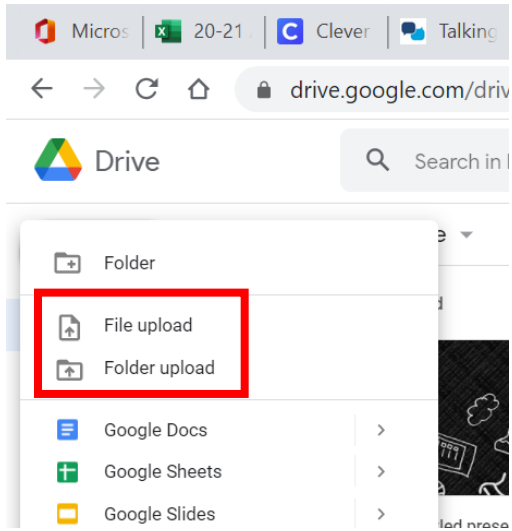 Micros 20-21 Clever Talking
drive.google.com/driv
Drive Search in
Folder
File upload
Folder upload
Google Docs
Google Sheets
Google Slides